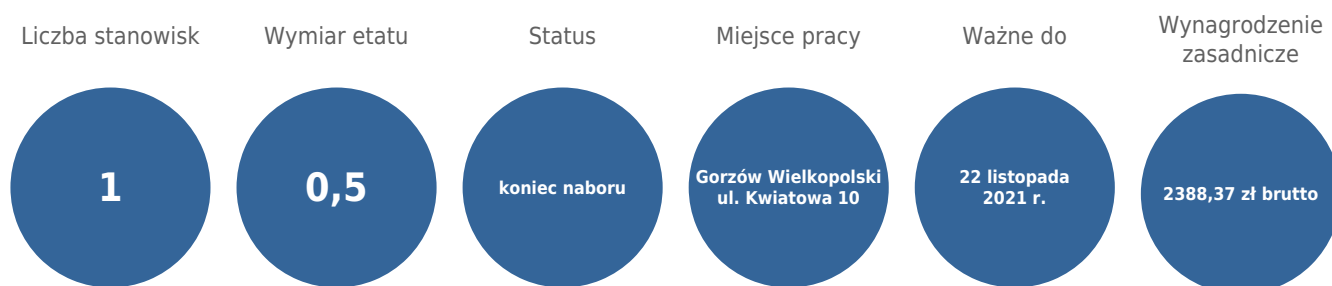 Liczba stanowisk
1
Wymiar etatu
0,5
Status
koniec naboru
Miejsce pracy
Gorzów Wielkopolski
ul. Kwiatowa 10
Ważne do
22 listopada
2021 r.
Wynagrodzenie
zasadnicze
2388,37 zł brutto